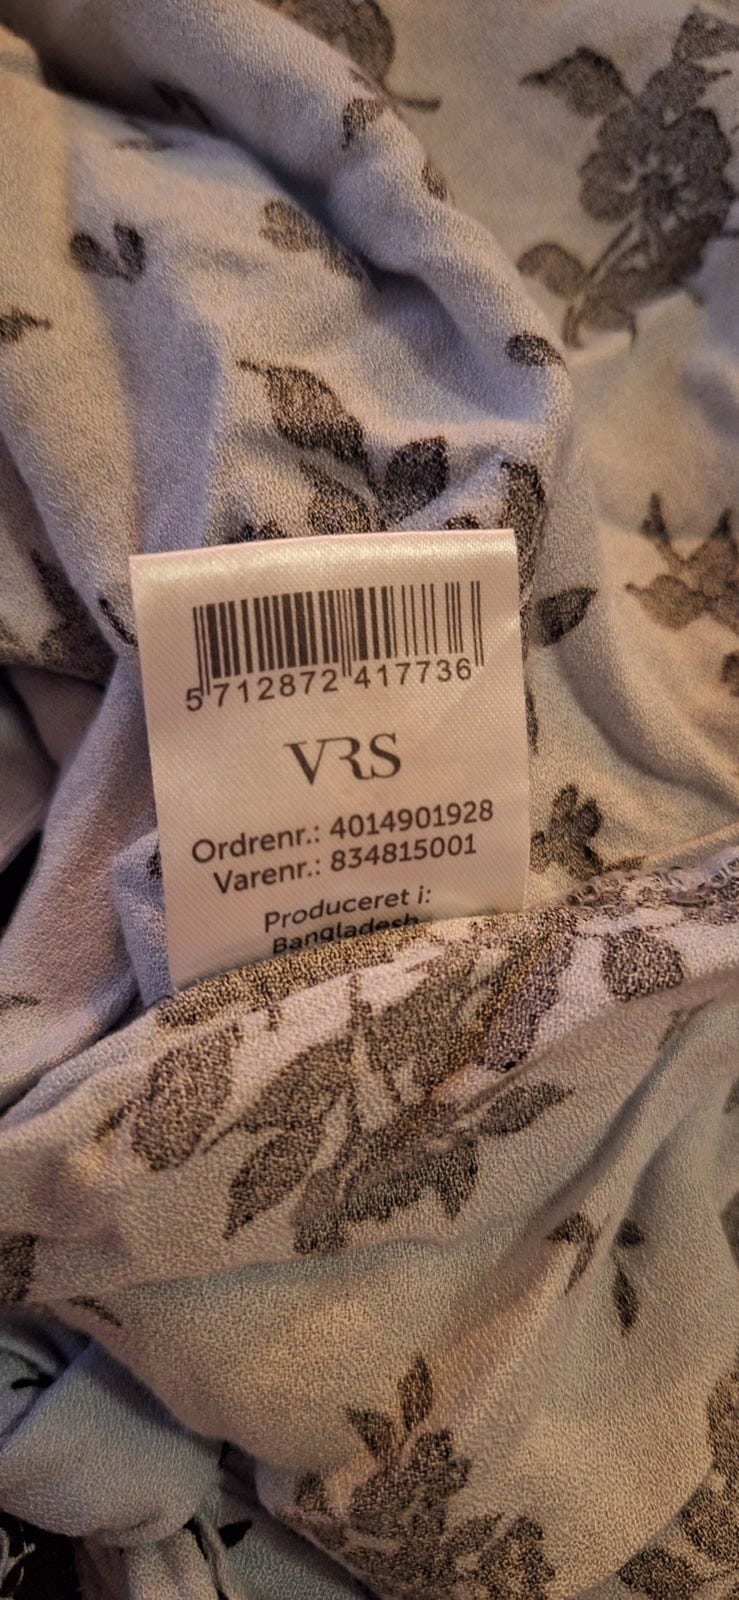 5 712872 417736
VRS
Ordrenr.: 4014901928
Varenr.: 834815001
Produceret i:
Bangladesh